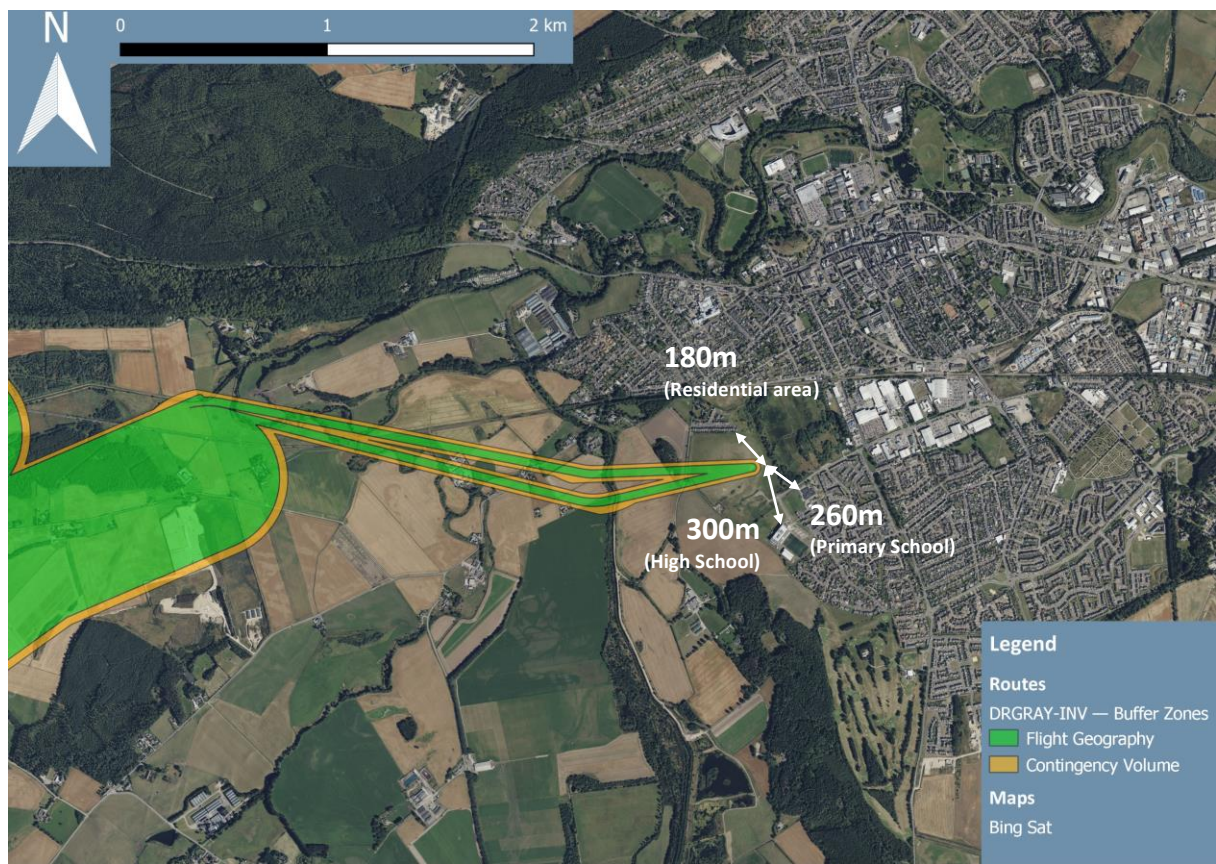 N
0 1 2 km
180m
(Residential area)
300m
(High School)
260m
(Primary School)
Legend
Routes
DRGRAY-INV — Buffer Zones
Flight Geography
Contingency Volume
Maps
Bing Sat